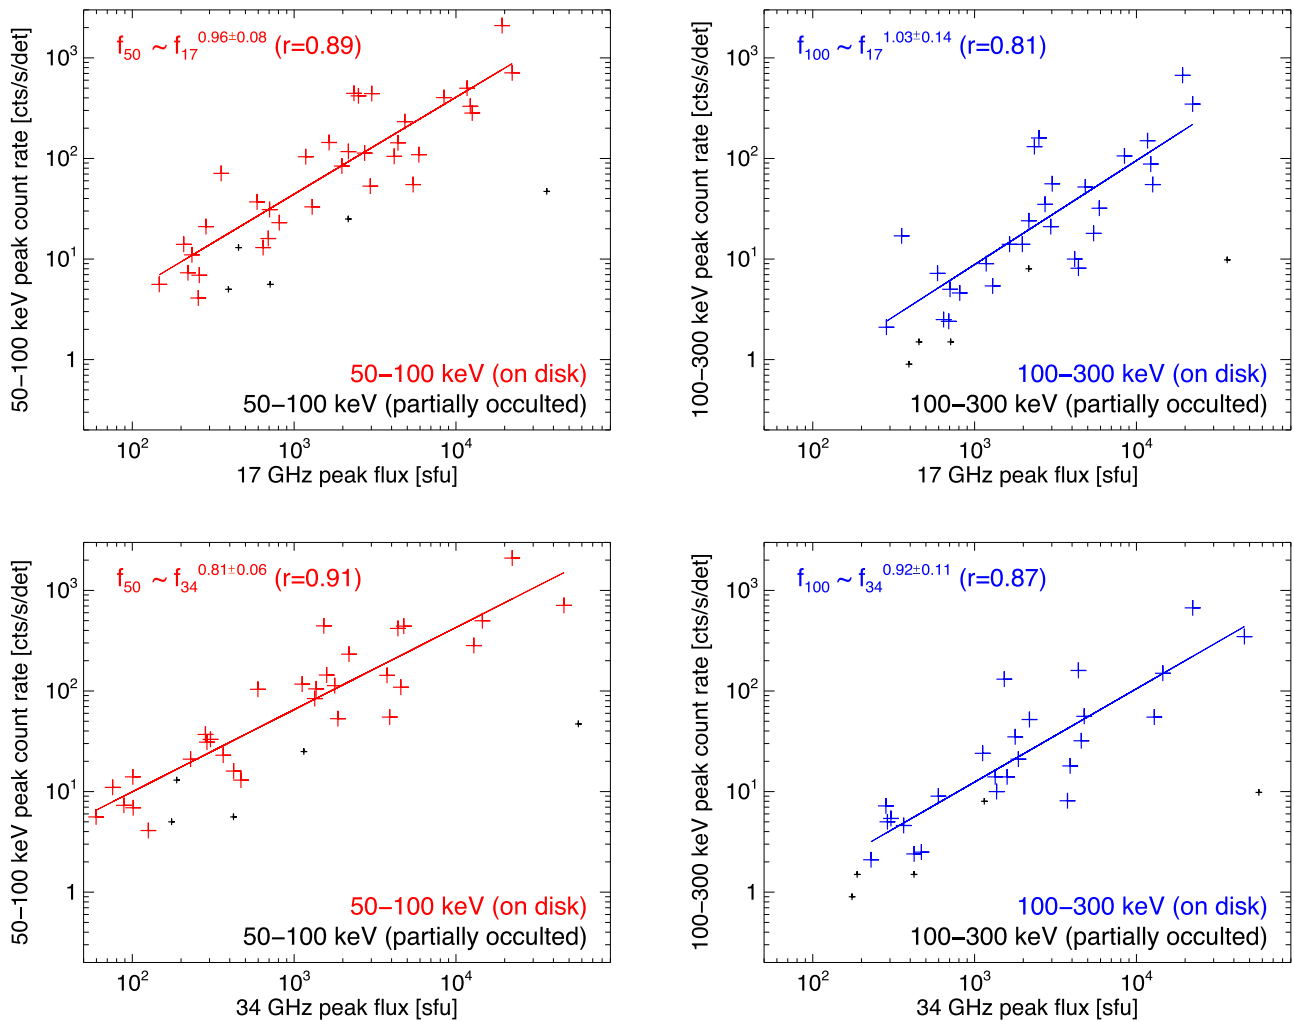 f50 ~ f17^0.96±0.08 (r=0.89)
50−100 keV peak count rate [cts/s/det]
10^3
10^2
10^1
1
50−100 keV (on disk)
50−100 keV (partially occulted)
10^2 10^3 10^4
17 GHz peak flux [sfu]
f100 ~ f17^1.03±0.14 (r=0.81)
100−300 keV peak count rate [cts/s/det]
10^3
10^2
10^1
1
100−300 keV (on disk)
100−300 keV (partially occulted)
10^2 10^3 10^4
17 GHz peak flux [sfu]
f50 ~ f34^0.81±0.06 (r=0.91)
50−100 keV peak count rate [cts/s/det]
10^3
10^2
10^1
1
50−100 keV (on disk)
50−100 keV (partially occulted)
10^2 10^3 10^4
34 GHz peak flux [sfu]
f100 ~ f34^0.92±0.11 (r=0.87)
100−300 keV peak count rate [cts/s/det]
10^3
10^2
10^1
1
100−300 keV (on disk)
100−300 keV (partially occulted)
10^2 10^3 10^4
34 GHz peak flux [sfu]